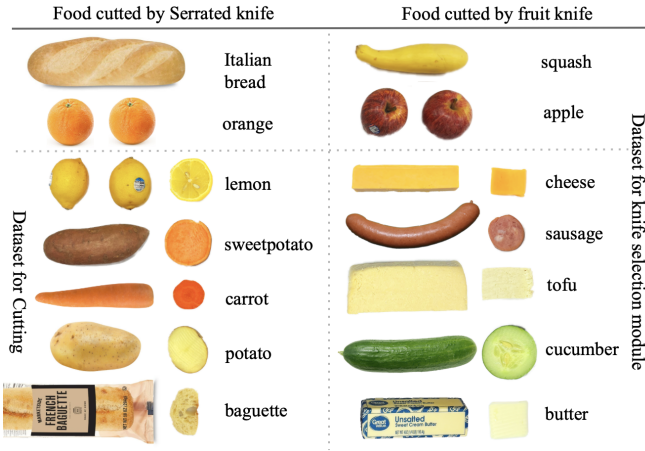 Food cutted by Serrated knife
Food cutted by fruit knife
Italian
bread
squash
orange
apple
lemon
cheese
sweetpotato
sausage
carrot
tofu
potato
cucumber
baguette
butter
Dataset for Cutting
Dataset for knife selection module
MARKETSIDE
FRENCH
BAGUETTE
Great Value
Unsalted
Sweet Cream Butter